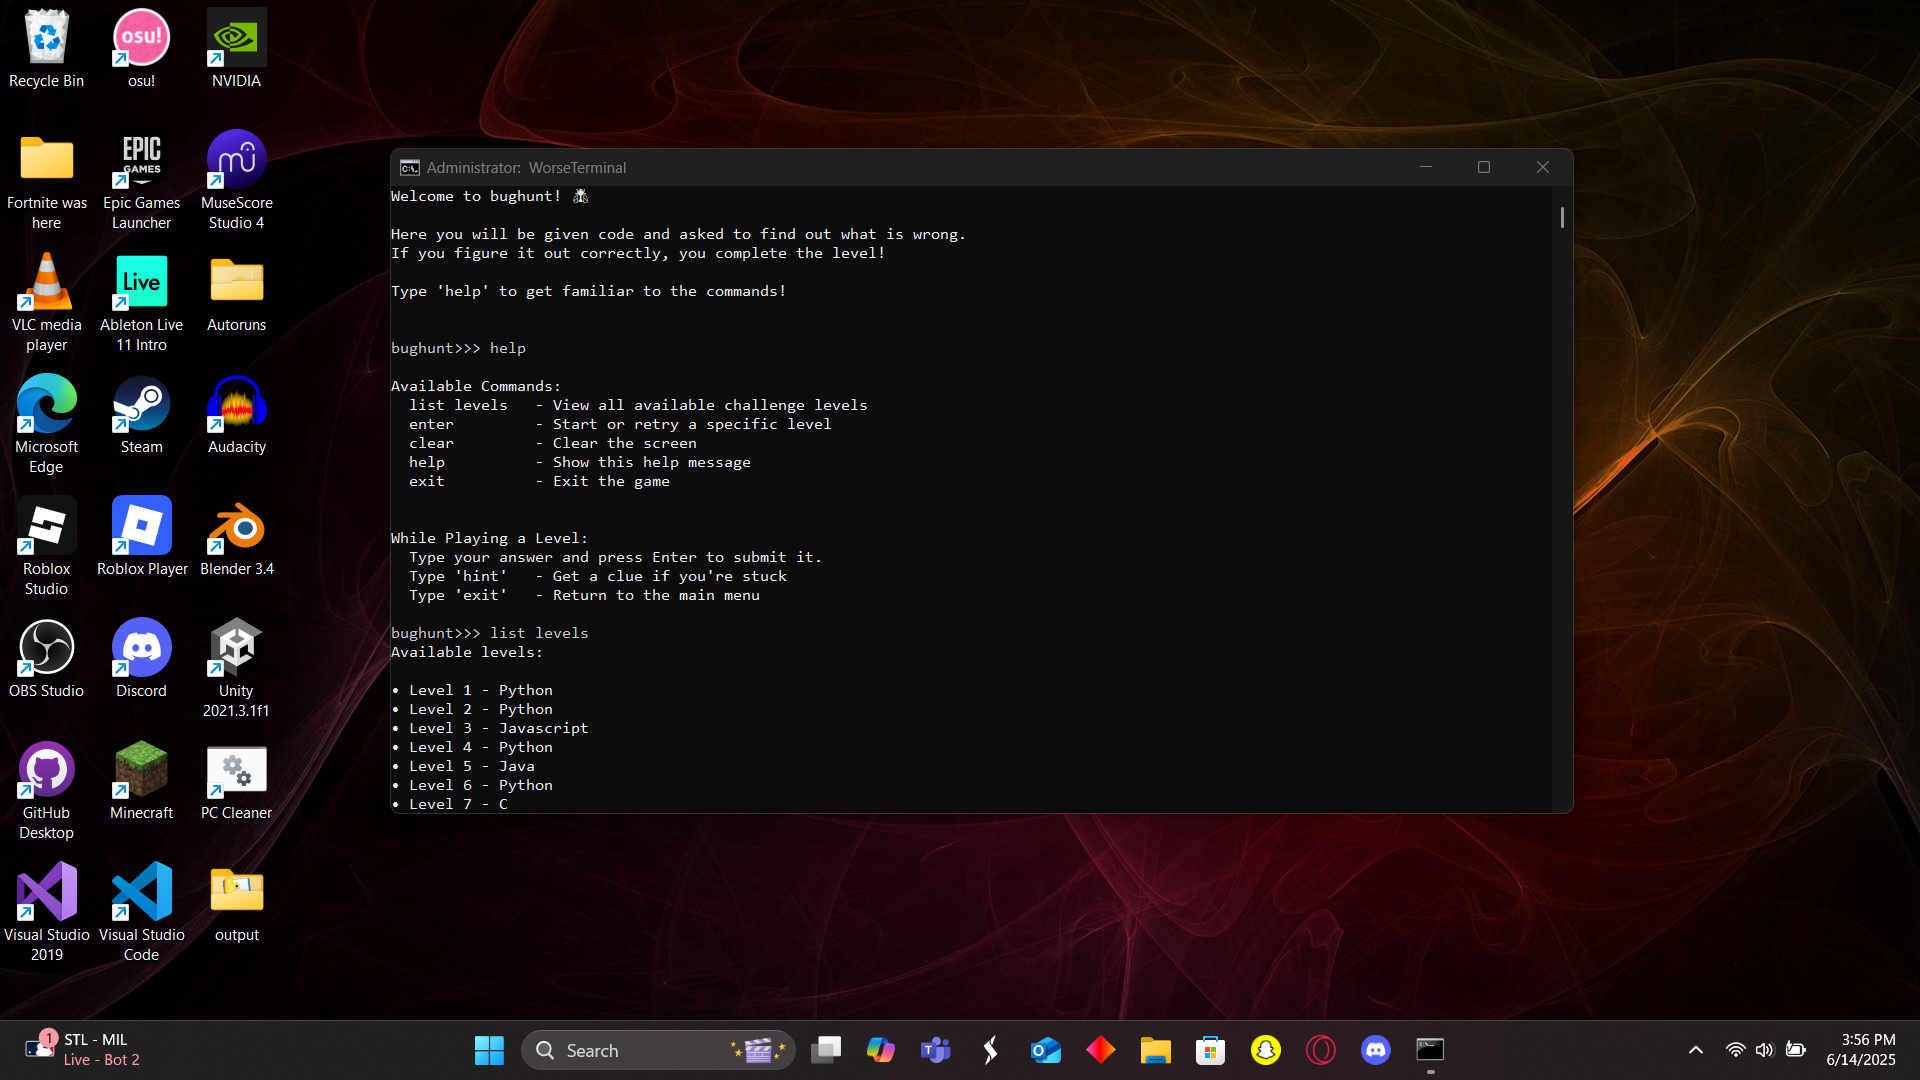 Recycle Bin
osu!
osu!
NVIDIA
Fortnite was
here
EPIC
GAMES
Epic Games
Launcher
MuseScore
Studio 4
VLC media
player
Live
Ableton Live
11 Intro
Autoruns
Microsoft
Edge
Steam
Audacity
Roblox
Studio
Roblox Player
Blender 3.4
OBS Studio
Discord
Unity
2021.3.1f1
GitHub
Desktop
Minecraft
PC Cleaner
Visual Studio
2019
Visual Studio
Code
output
Administrator:  WorseTerminal
Welcome to bughunt! 🪲
Here you will be given code and asked to find out what is wrong.
If you figure it out correctly, you complete the level!
Type 'help' to get familiar to the commands!
bughunt>>> help
Available Commands:
list levels   - View all available challenge levels
enter         - Start or retry a specific level
clear         - Clear the screen
help          - Show this help message
exit          - Exit the game
While Playing a Level:
Type your answer and press Enter to submit it.
Type 'hint'   - Get a clue if you're stuck
Type 'exit'   - Return to the main menu
bughunt>>> list levels
Available levels:
• Level 1 - Python
• Level 2 - Python
• Level 3 - Javascript
• Level 4 - Python
• Level 5 - Java
• Level 6 - Python
• Level 7 - C
1
STL - MIL
Live - Bot 2
Search
3:56 PM
6/14/2025